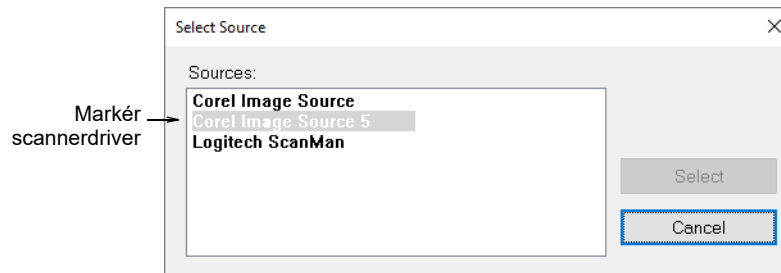 Select Source
Sources:
Corel Image Source
Corel Image Source 5
Logitech ScanMan
Markér
scannerdriver
Select
Cancel